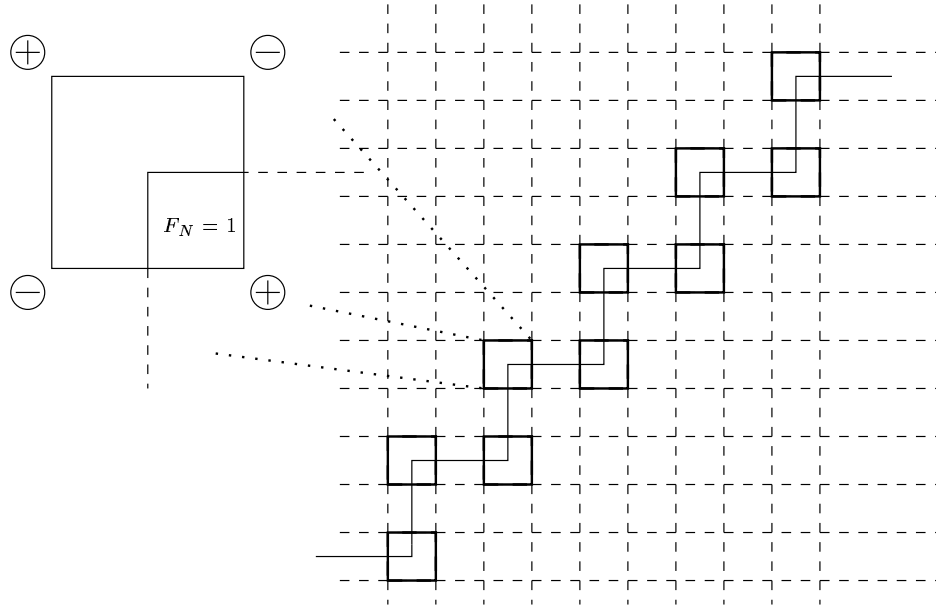 + −
F_N = 1
− +